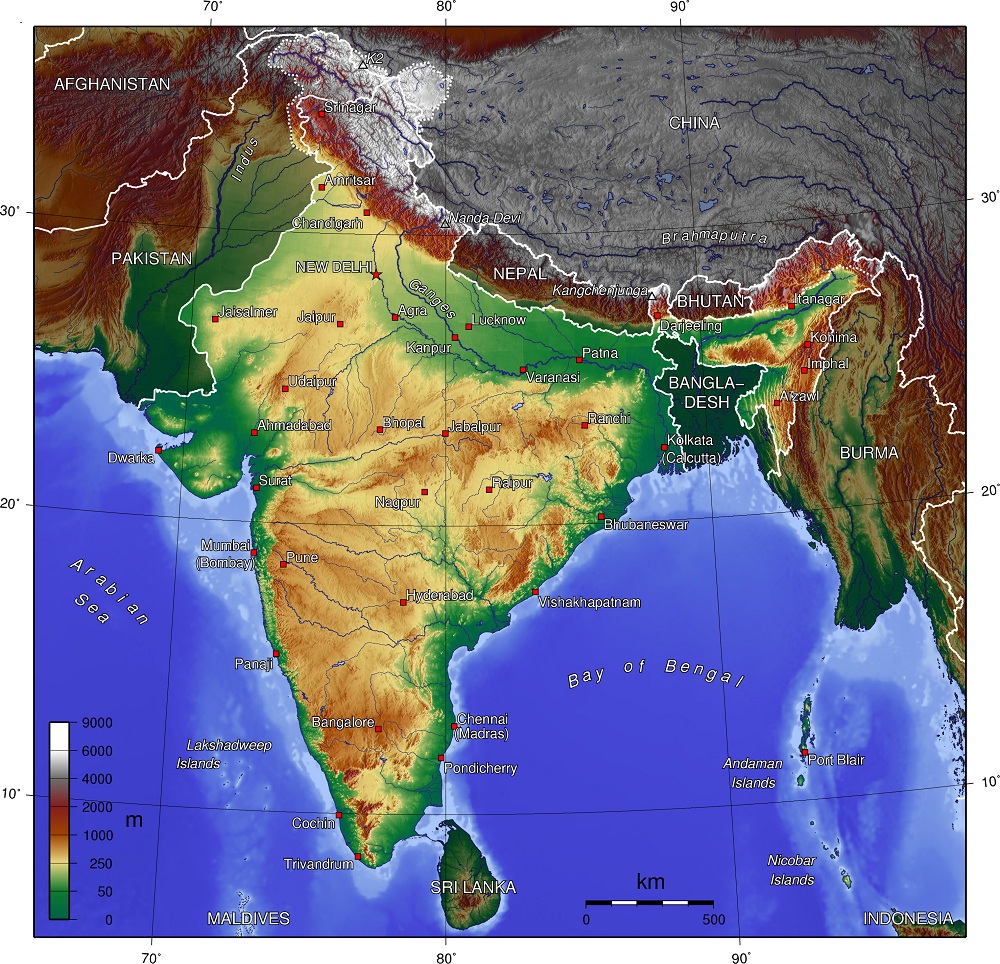 70°
80°
90°
K2
AFGHANISTAN
Srinagar
CHINA
Indus
Amritsar
30°
30°
Chandigarh
Nanda Devi
Brahmaputra
PAKISTAN
NEW DELHI
NEPAL
Kangchenjunga
BHUTAN
Ganges
Itanagar
Jaisalmer
Jaipur
Agra
Lucknow
Darjeeling
Kohima
Kanpur
Patna
Imphal
Varanasi
Udaipur
BANGLA–
DESH
Aizawl
Ahmadabad
Bhopal
Jabalpur
Ranchi
Kolkata
(Calcutta)
BURMA
Dwarka
Surat
Raipur
Nagpur
20°
20°
Bhubaneswar
Mumbai
(Bombay)
Pune
Arabian
Sea
Hyderabad
Vishakhapatnam
Panaji
Bay of Bengal
Bangalore
Chennai
(Madras)
9000
6000
4000
2000
1000
250
50
0
m
Lakshadweep
Islands
Pondicherry
Andaman
Islands
Port Blair
10°
10°
Cochin
Trivandrum
Nicobar
Islands
SRI LANKA
km
0
500
MALDIVES
INDONESIA
70°
80°
90°